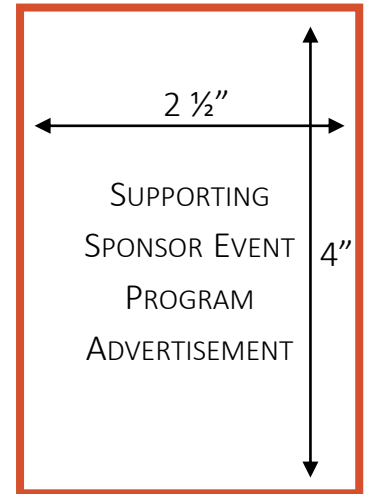 2 ½”
Supporting
Sponsor Event
4”
Program
Advertisement